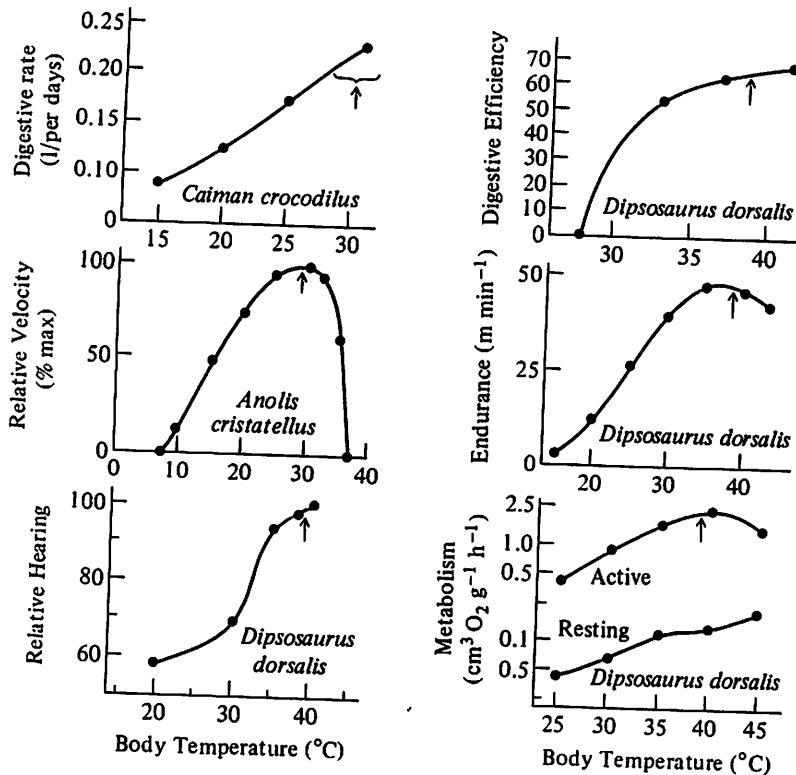 Digestive rate
(1/per days)
0.25
0.20
0.15
0.10
0
Caiman crocodilus
15 20 25 30
Digestive Efficiency
70
60
50
40
30
20
10
0
Dipsosaurus dorsalis
30 35 40
Relative Velocity
(% max)
100
50
0
Anolis
cristatellus
0 10 20 30 40
Endurance (m min⁻¹)
50
25
0
Dipsosaurus dorsalis
20 30 40
Relative Hearing
100
80
60
Dipsosaurus
dorsalis
20 30 40
Body Temperature (°C)
Metabolism
(cm³ O₂ g⁻¹ h⁻¹)
2.5
1.0
0.5
0.1
0.5
Active
Resting
Dipsosaurus dorsalis
25 30 35 40 45
Body Temperature (°C)